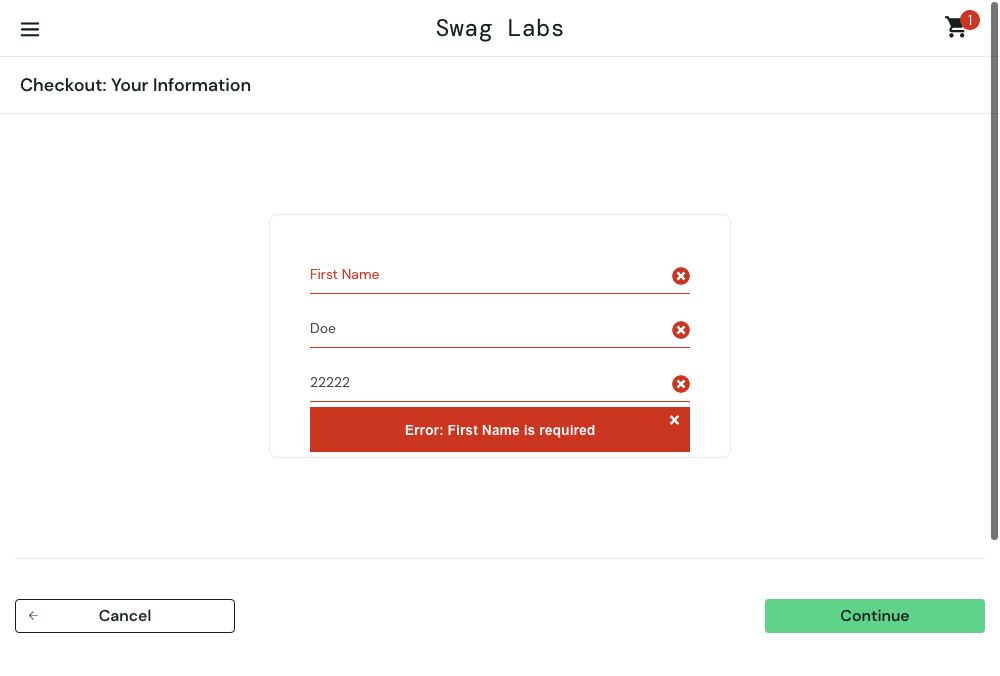 Swag Labs
1
Checkout: Your Information
First Name
Doe
22222
Error: First Name is required
Cancel
Continue